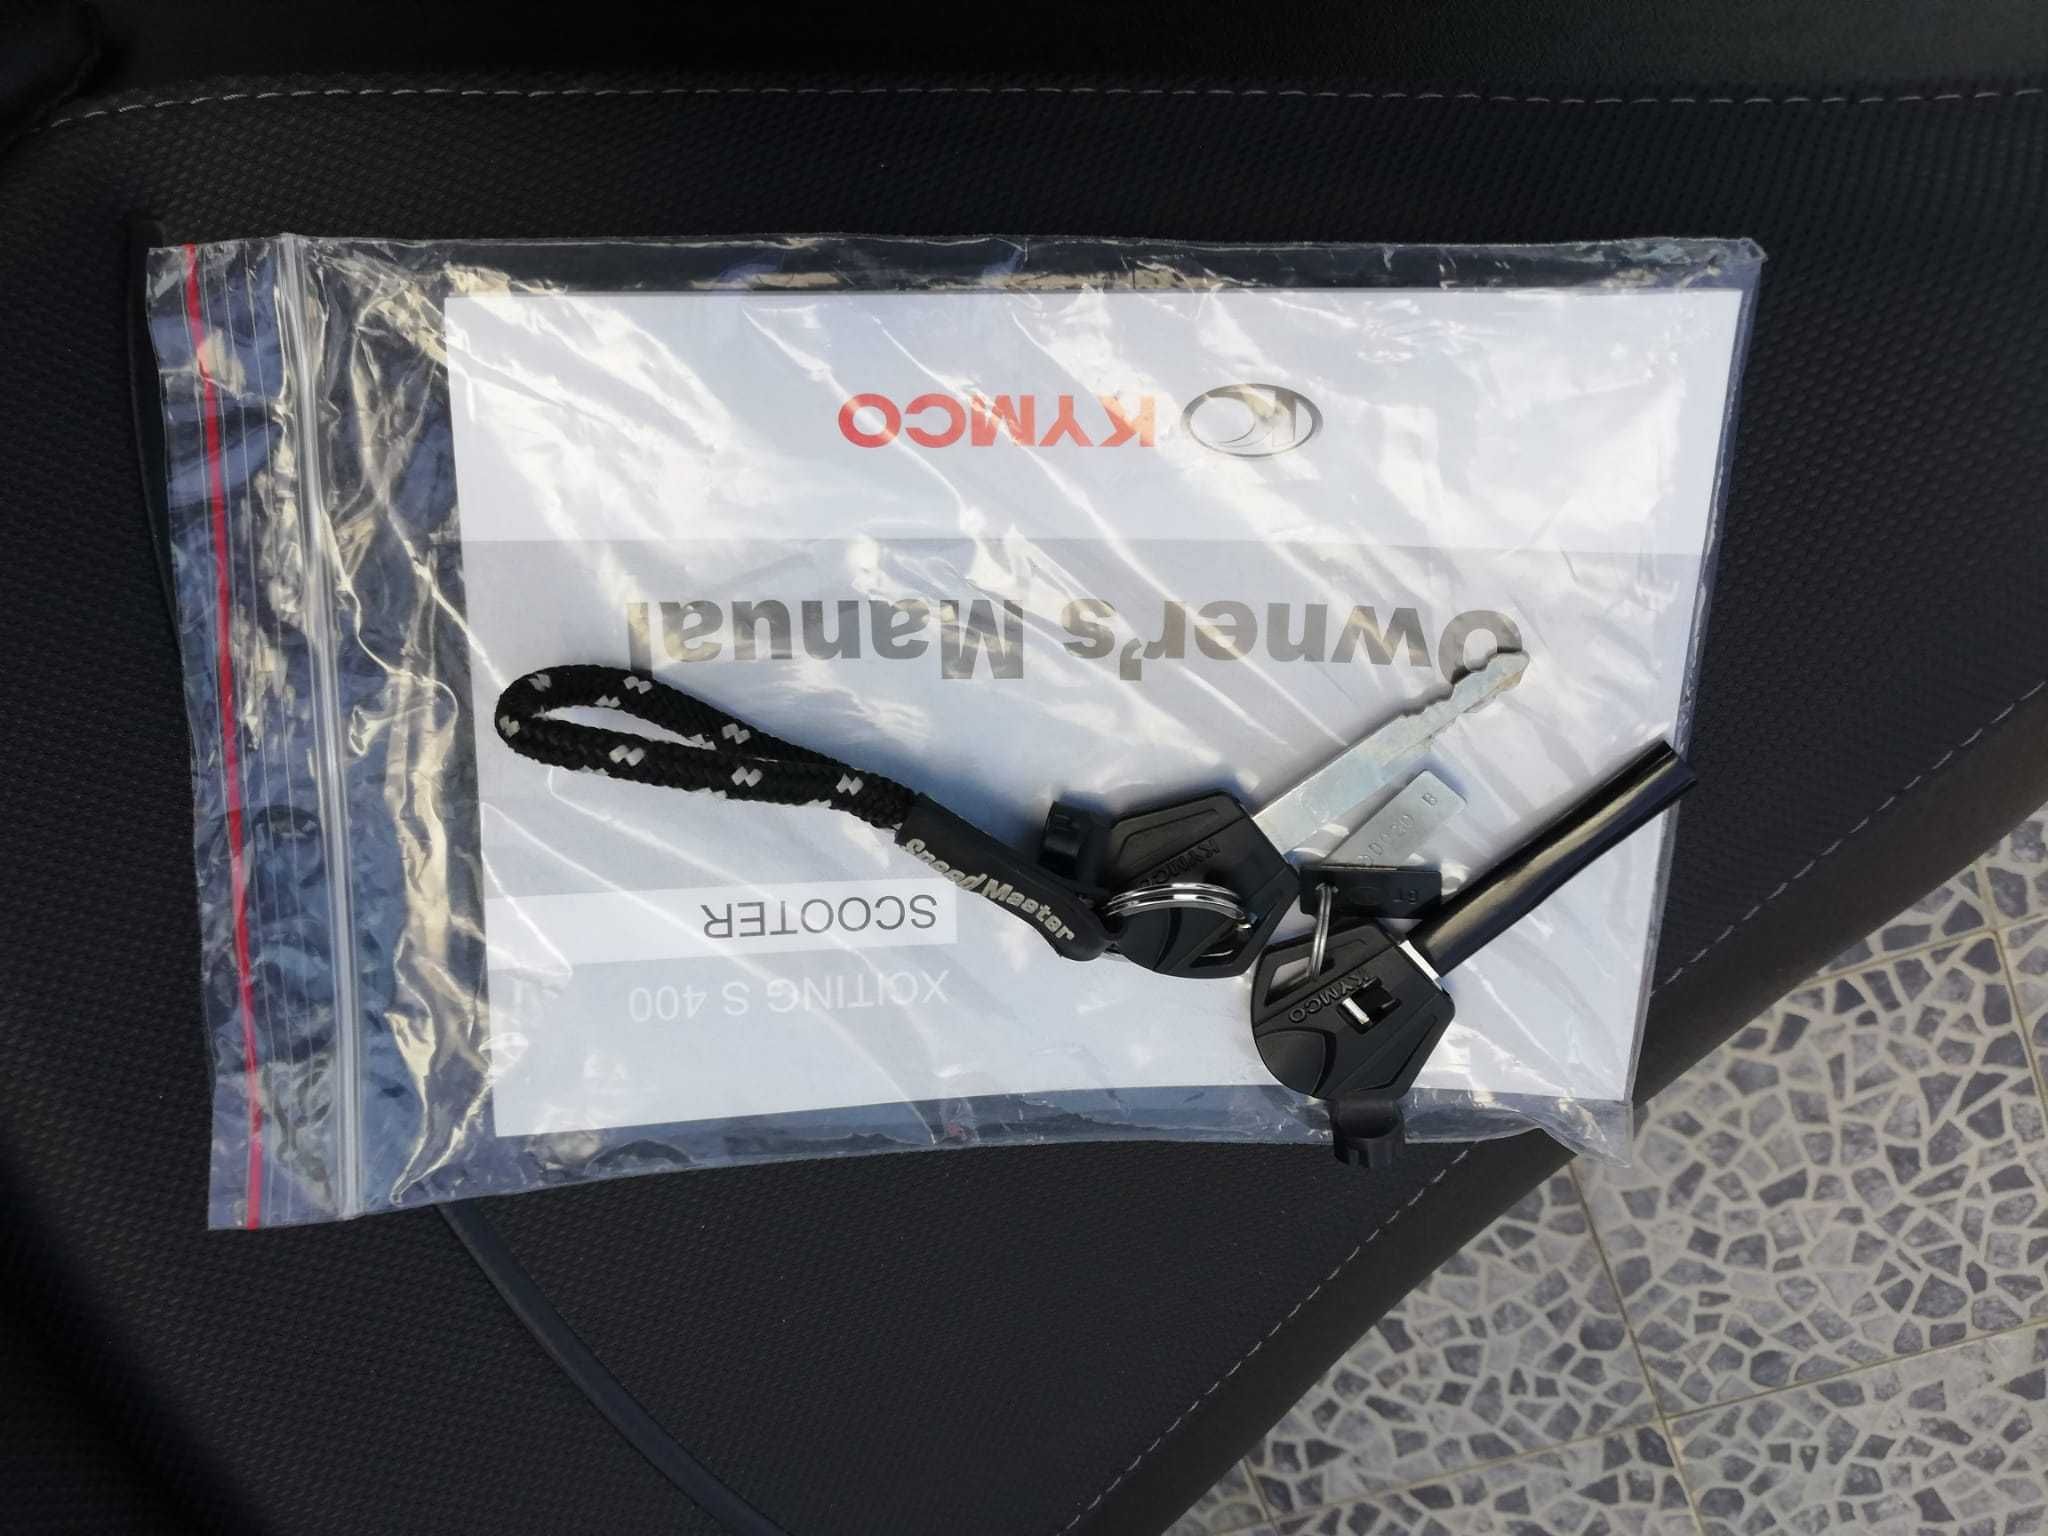 KYMCO
Owner's Manual
SCOOTER
XCITING S 400
Speed Master
KYMCO
KYMCO